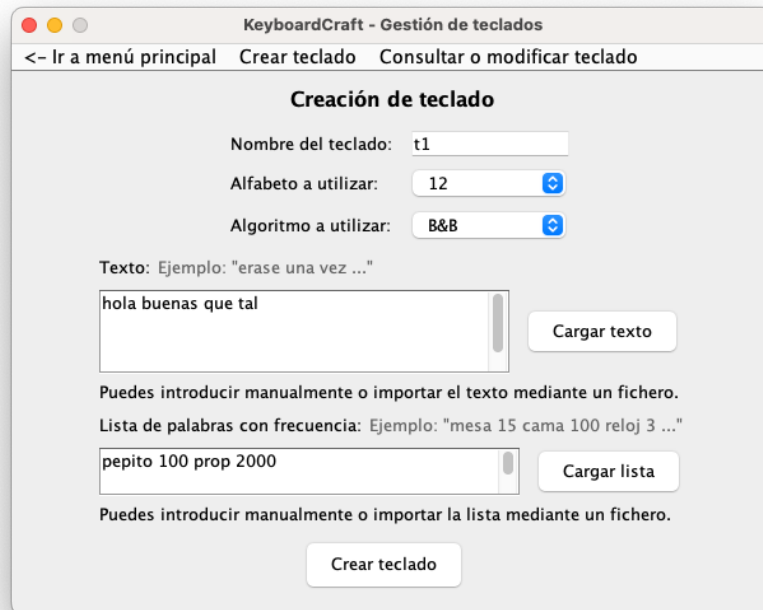 KeyboardCraft - Gestión de teclados
<- Ir a menú principal Crear teclado Consultar o modificar teclado
Creación de teclado
Nombre del teclado: t1
Alfabeto a utilizar: 12
Algoritmo a utilizar: B&B
Texto: Ejemplo: "erase una vez ..."
hola buenas que tal
Cargar texto
Puedes introducir manualmente o importar el texto mediante un fichero.
Lista de palabras con frecuencia: Ejemplo: "mesa 15 cama 100 reloj 3 ..."
pepito 100 prop 2000
Cargar lista
Puedes introducir manualmente o importar la lista mediante un fichero.
Crear teclado